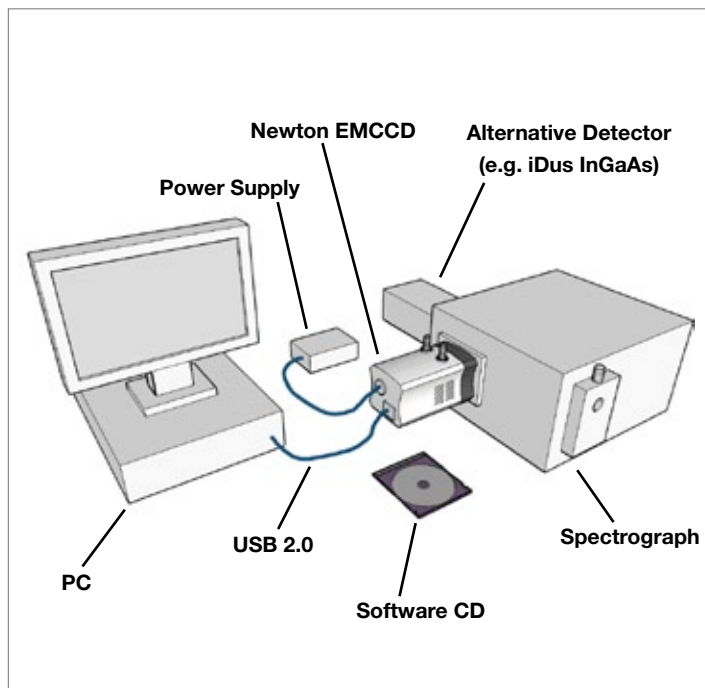 Newton EMCCD
Alternative Detector
(e.g. iDus InGaAs)
Power Supply
USB 2.0
Spectrograph
PC
Software CD